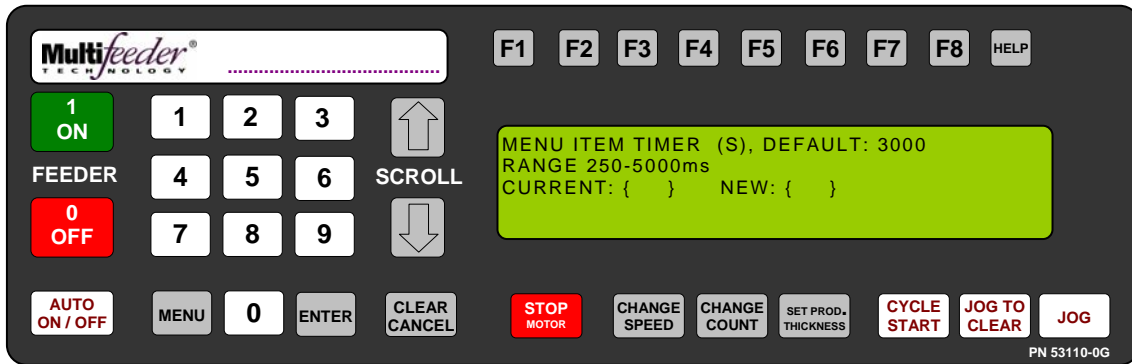 Multifeeder®
TECHNOLOGY
F1 F2 F3 F4 F5 F6 F7 F8 HELP
1
ON
FEEDER
0
OFF
AUTO
ON / OFF
1 2 3
4 5 6
7 8 9
MENU 0 ENTER
SCROLL
CLEAR
CANCEL
MENU ITEM TIMER (S), DEFAULT: 3000
RANGE 250-5000ms
CURRENT: { } NEW: { }
STOP
MOTOR
CHANGE
SPEED
CHANGE
COUNT
SET PROD.
THICKNESS
CYCLE
START
JOG TO
CLEAR
JOG
PN 53110-0G